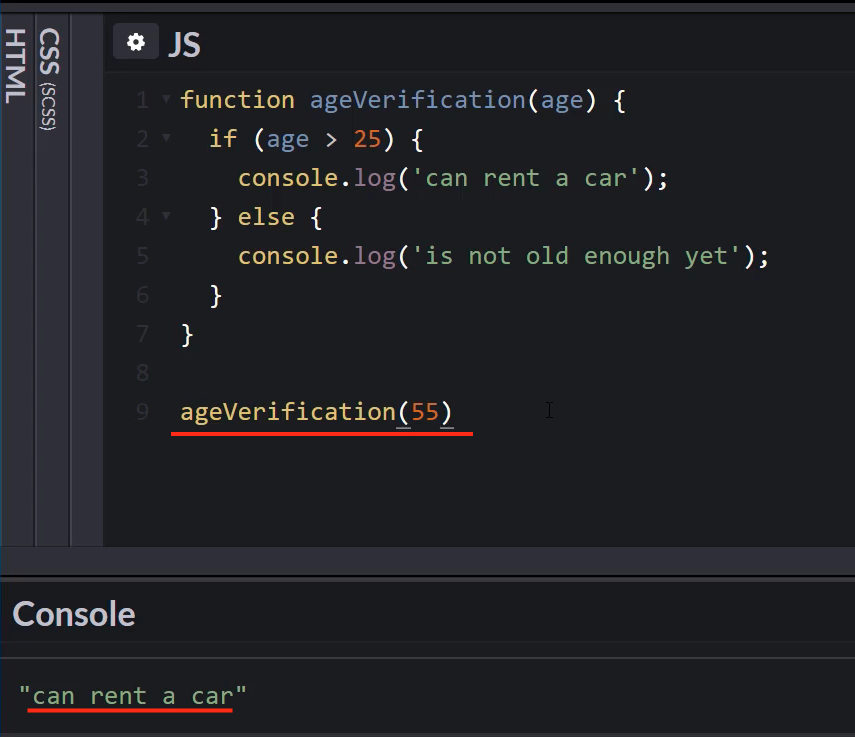 HTML
CSS (SCSS)
JS
1 function ageVerification(age) {
2   if (age > 25) {
3     console.log('can rent a car');
4   } else {
5     console.log('is not old enough yet');
6   }
7 }
8
9 ageVerification(55)
Console
"can rent a car"